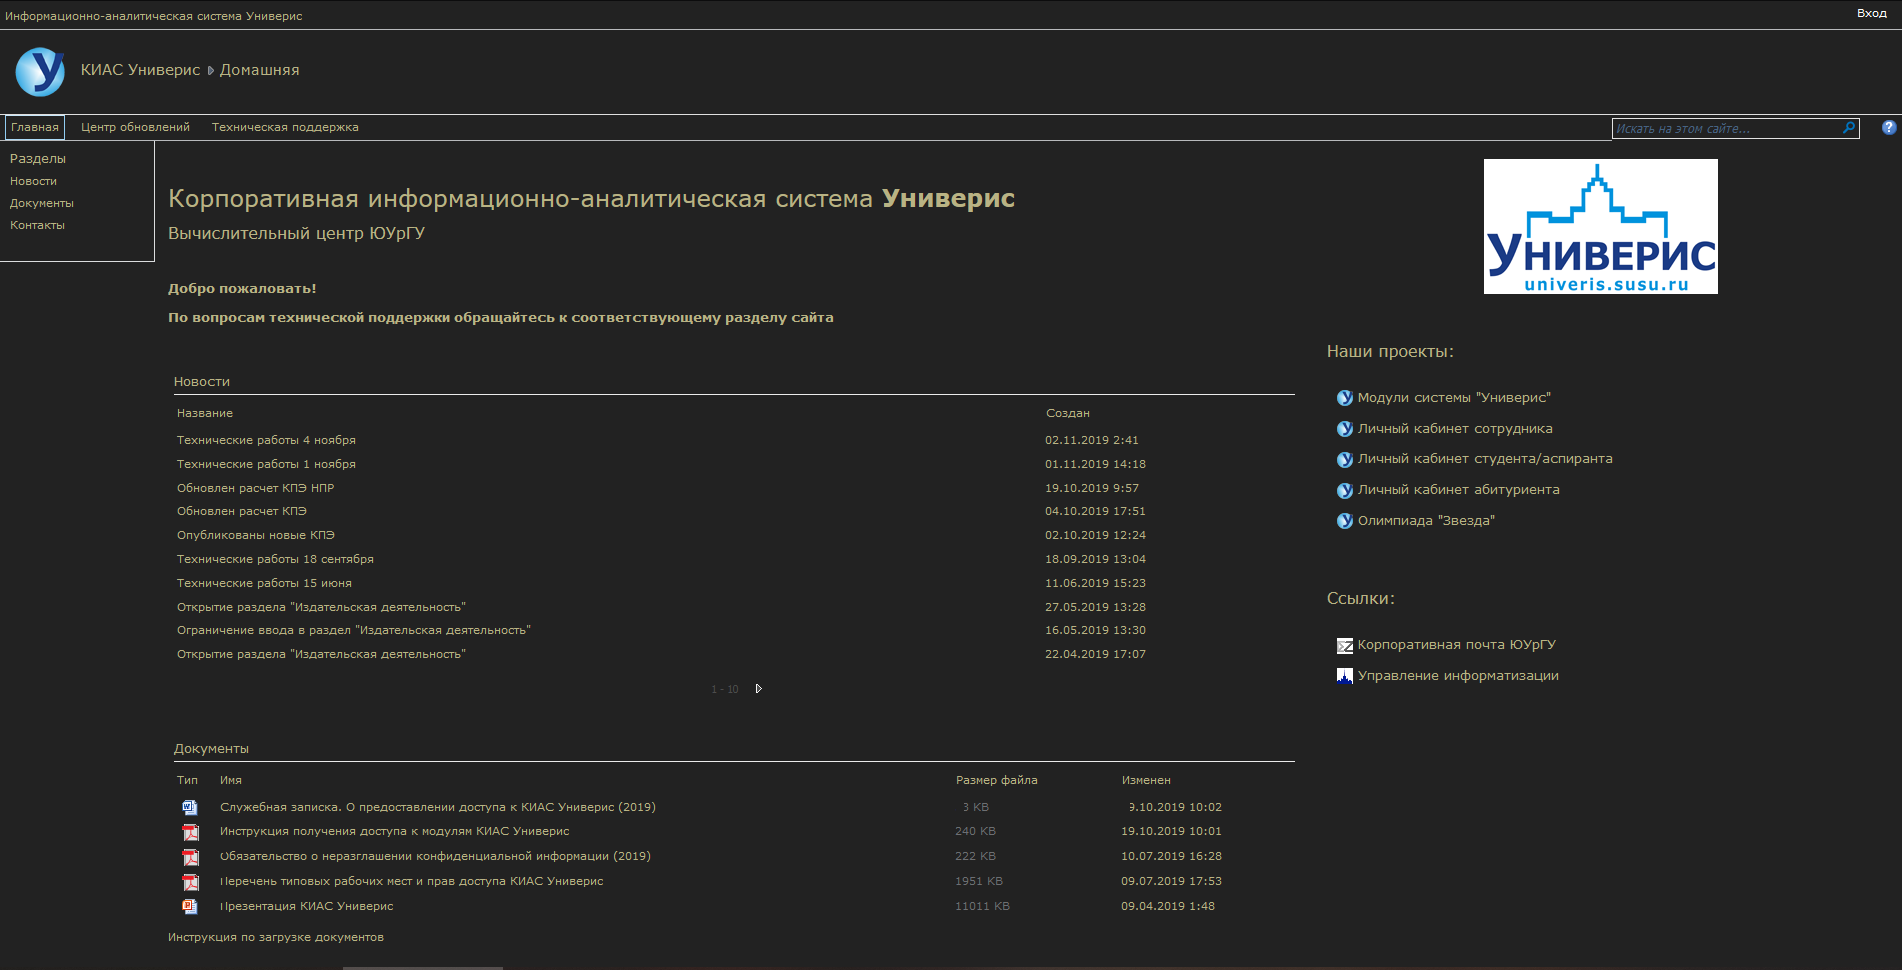 Информационно-аналитическая система Универис
Вход
КИАС Универис Домашняя
Главная Центр обновлений Техническая поддержка
Искать на этом сайте...
Разделы
Новости
Документы
Контакты
Корпоративная информационно-аналитическая система Универис
Вычислительный центр ЮУрГУ
Добро пожаловать!
По вопросам технической поддержки обращайтесь к соответствующему разделу сайта
Новости
Название Создан
Технические работы 4 ноября 02.11.2019 2:41
Технические работы 1 ноября 01.11.2019 14:18
Обновлен расчет КПЭ НПР 19.10.2019 9:57
Обновлен расчет КПЭ 04.10.2019 17:51
Опубликованы новые КПЭ 02.10.2019 12:24
Технические работы 18 сентября 18.09.2019 13:04
Технические работы 15 июня 11.06.2019 15:23
Открытие раздела "Издательская деятельность" 27.05.2019 13:28
Ограничение ввода в раздел "Издательская деятельность" 16.05.2019 13:30
Открытие раздела "Издательская деятельность" 22.04.2019 17:07
1 - 10
Документы
Тип Имя Размер файла Изменен
Служебная записка. О предоставлении доступа к КИАС Универис (2019) 3 KB 9.10.2019 10:02
Инструкция получения доступа к модулям КИАС Универис 240 KB 19.10.2019 10:01
Обязательство о неразглашении конфиденциальной информации (2019) 222 KB 10.07.2019 16:28
Перечень типовых рабочих мест и прав доступа КИАС Универис 1951 KB 09.07.2019 17:53
Презентация КИАС Универис 11011 KB 09.04.2019 1:48
Инструкция по загрузке документов
Универис
univeris.susu.ru
Наши проекты:
Модули системы "Универис"
Личный кабинет сотрудника
Личный кабинет студента/аспиранта
Личный кабинет абитуриента
Олимпиада "Звезда"
Ссылки:
Корпоративная почта ЮУрГУ
Управление информатизации